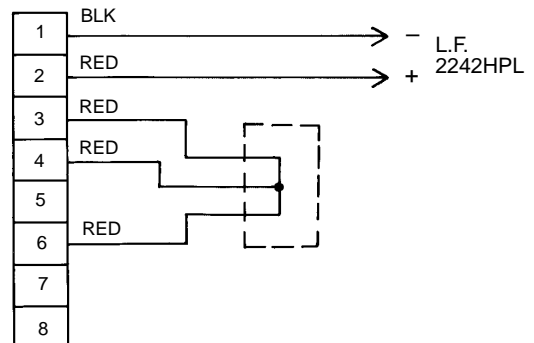 1 BLK –
L.F.
2 RED + 2242HPL
3 RED
4 RED
5
6 RED
7
8